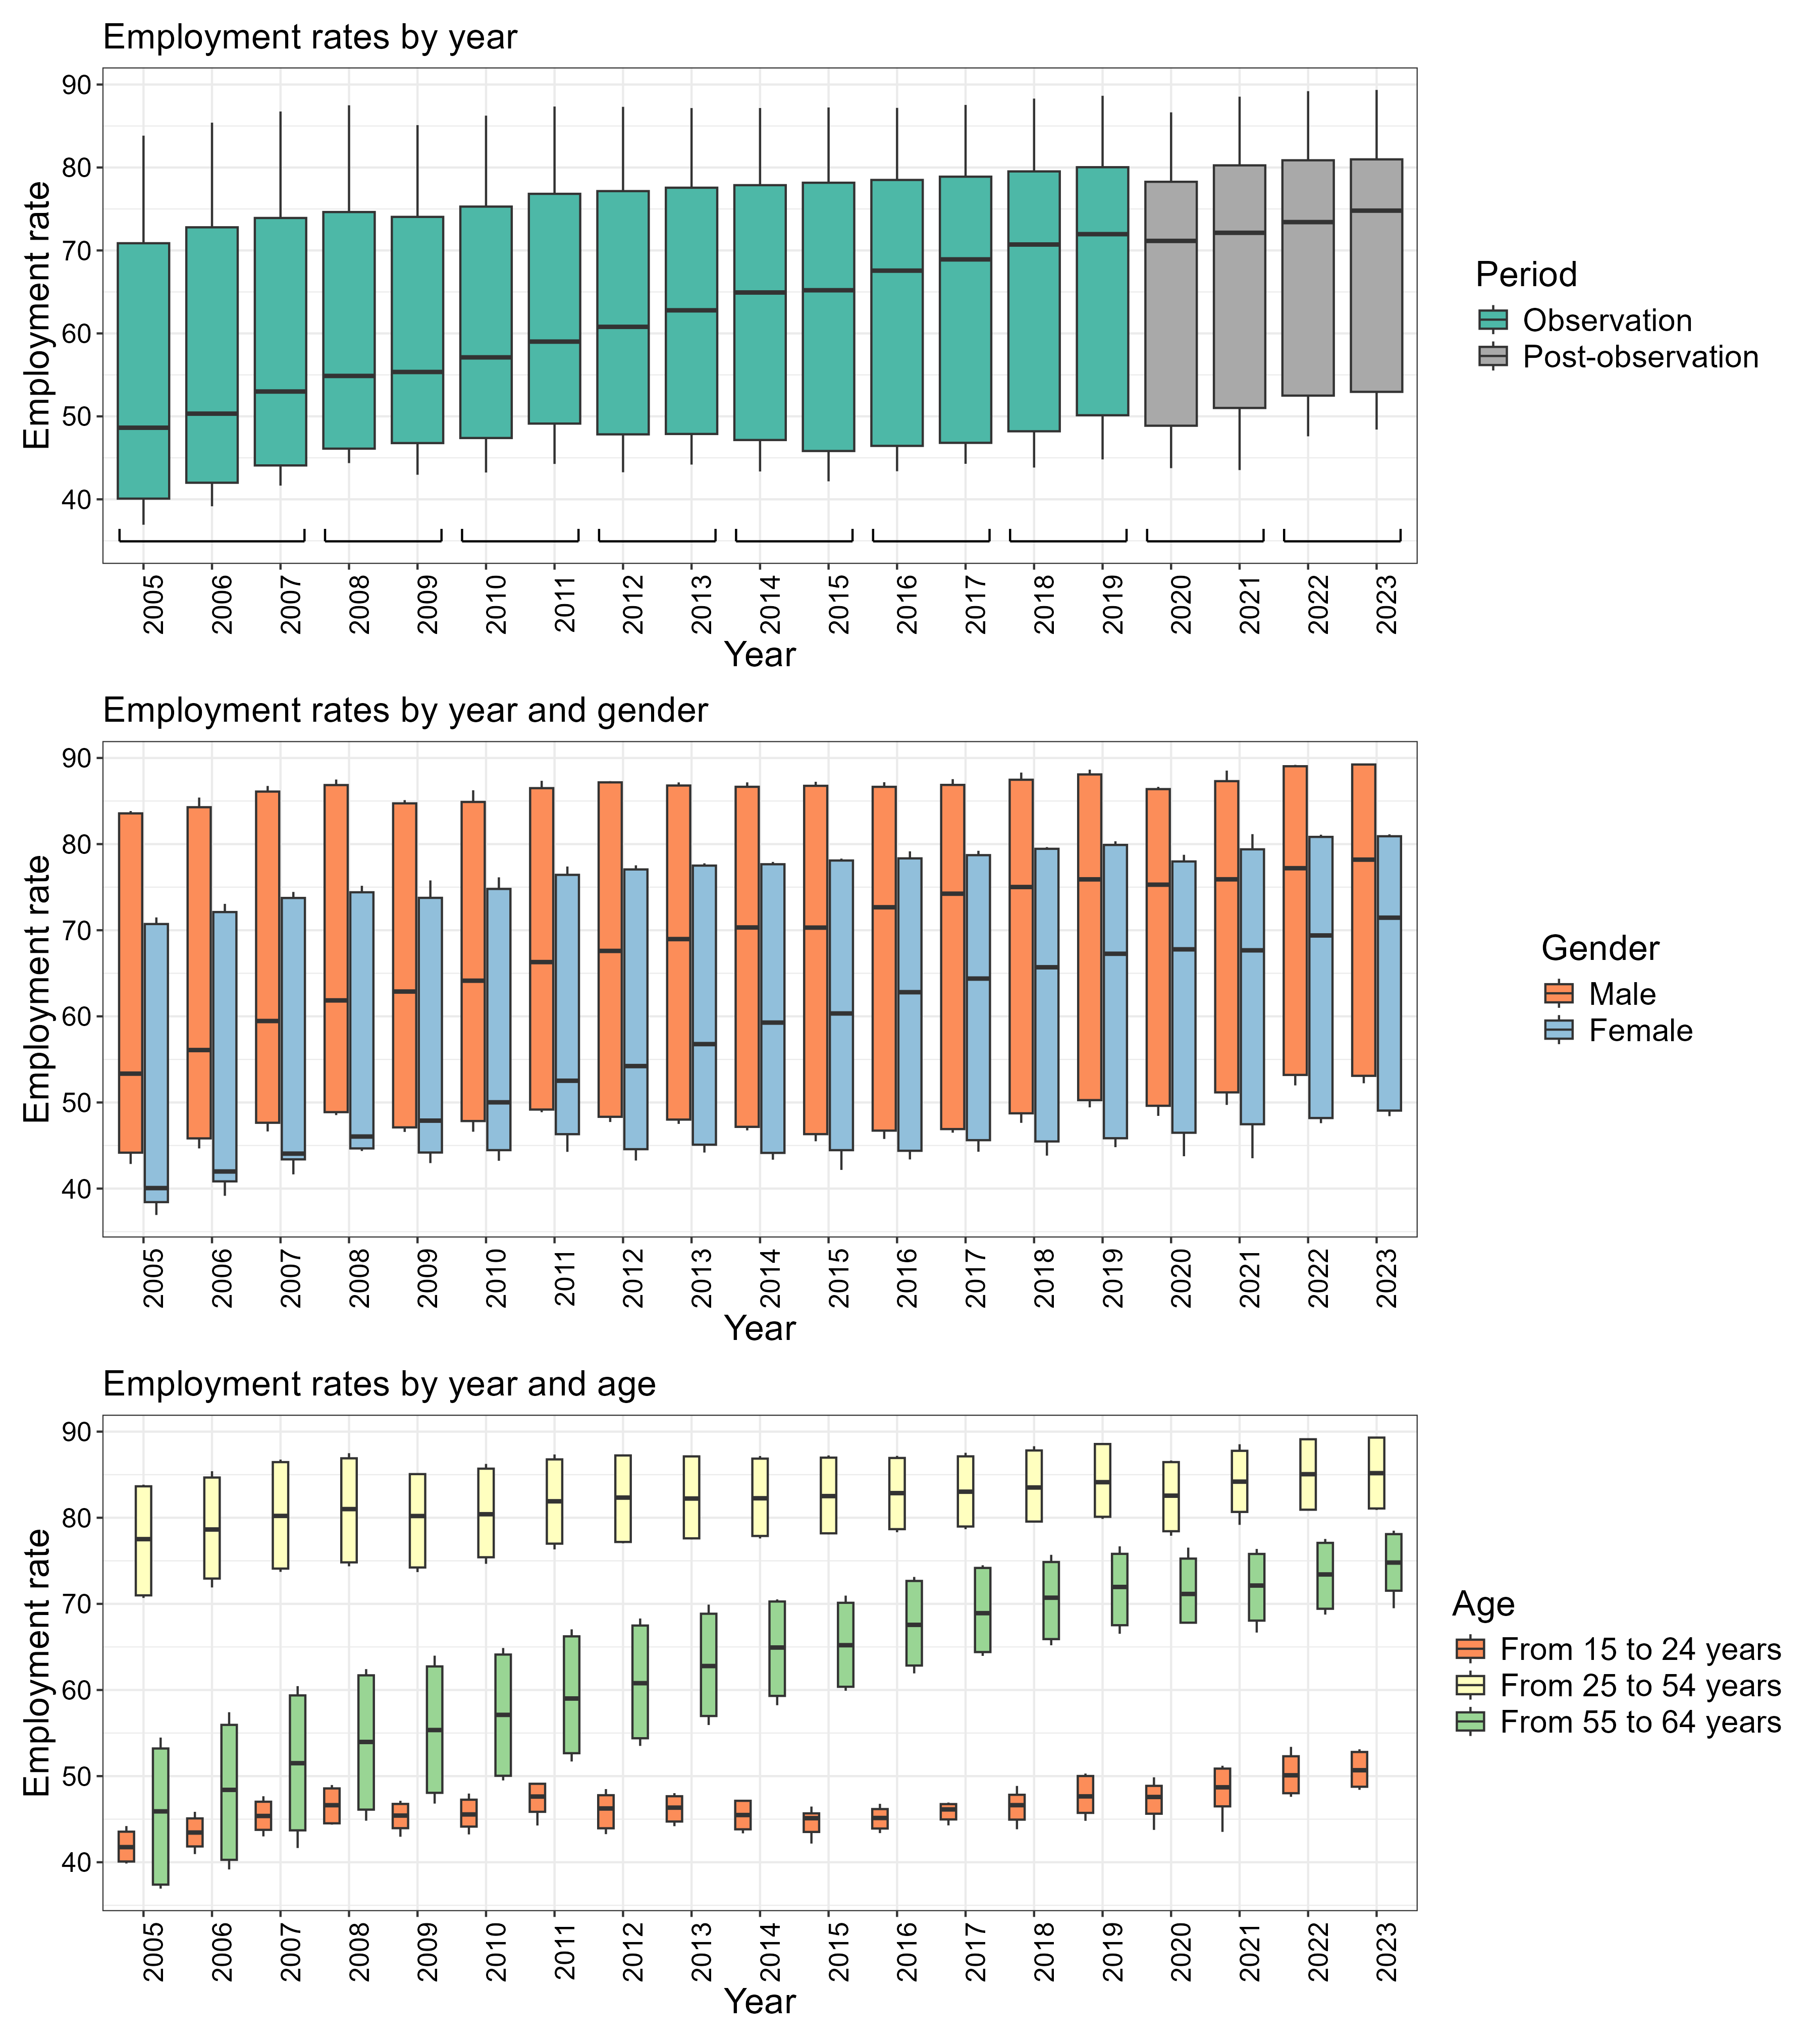 Employment rates by year
Employment rate
90
80
70
60
50
40
2005 2006 2007 2008 2009 2010 2011 2012 2013 2014 2015 2016 2017 2018 2019 2020 2021 2022 2023
Year
Period
Observation
Post-observation
Employment rates by year and gender
Employment rate
90
80
70
60
50
40
2005 2006 2007 2008 2009 2010 2011 2012 2013 2014 2015 2016 2017 2018 2019 2020 2021 2022 2023
Year
Gender
Male
Female
Employment rates by year and age
Employment rate
90
80
70
60
50
40
2005 2006 2007 2008 2009 2010 2011 2012 2013 2014 2015 2016 2017 2018 2019 2020 2021 2022 2023
Year
Age
From 15 to 24 years
From 25 to 54 years
From 55 to 64 years